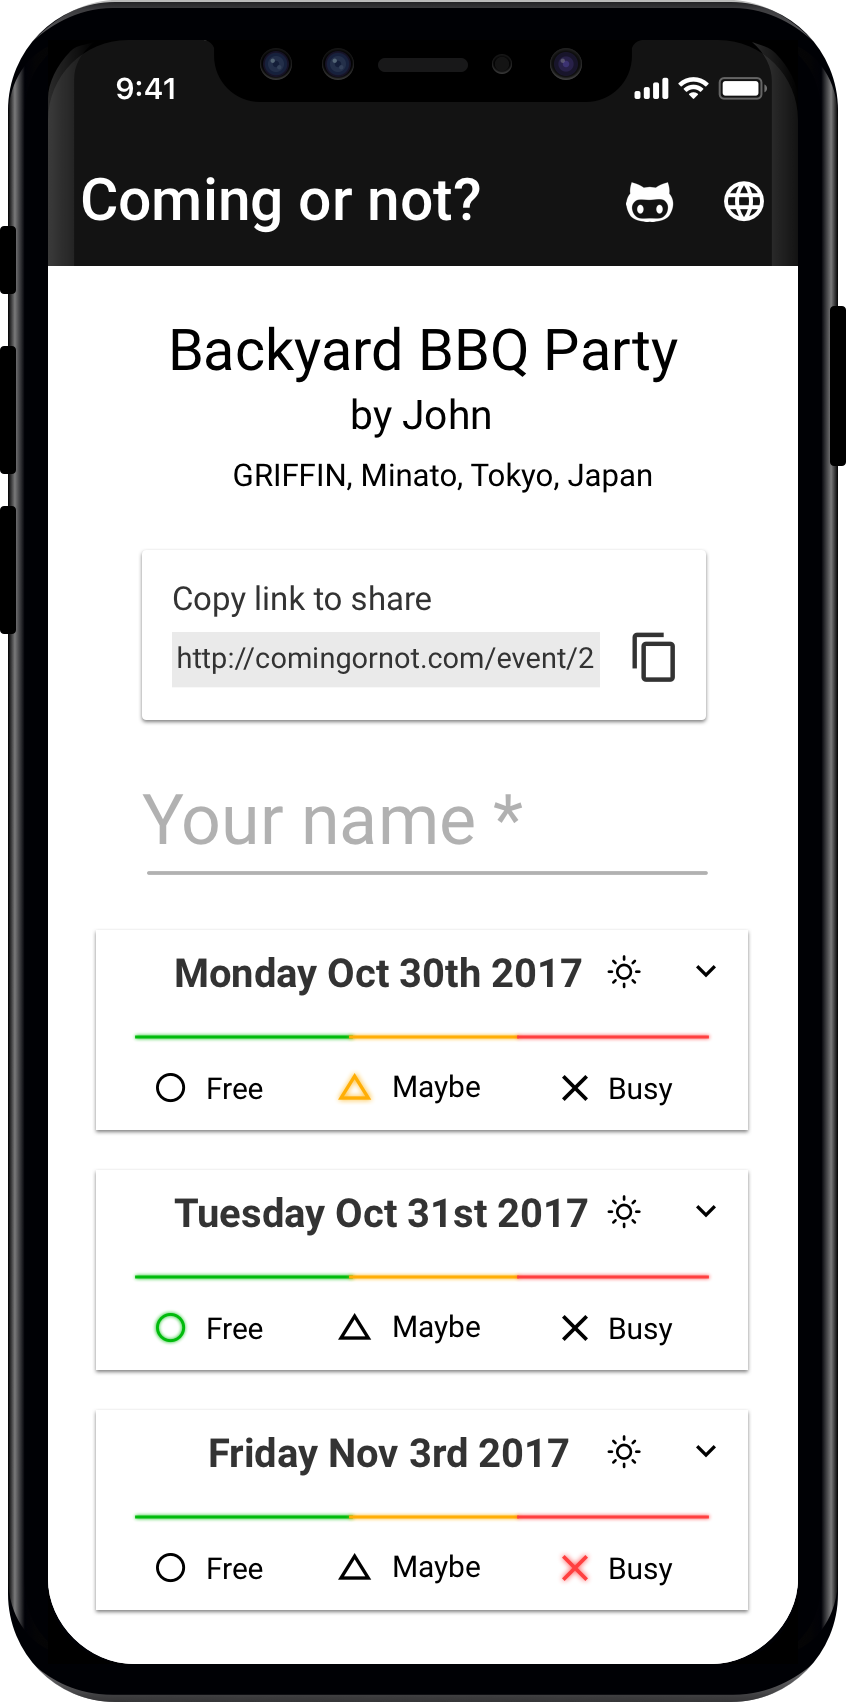 9:41
Coming or not?
Backyard BBQ Party
by John
GRIFFIN, Minato, Tokyo, Japan
Copy link to share
http://comingornot.com/event/2
Your name *
Monday Oct 30th 2017
Free Maybe Busy
Tuesday Oct 31st 2017
Free Maybe Busy
Friday Nov 3rd 2017
Free Maybe Busy